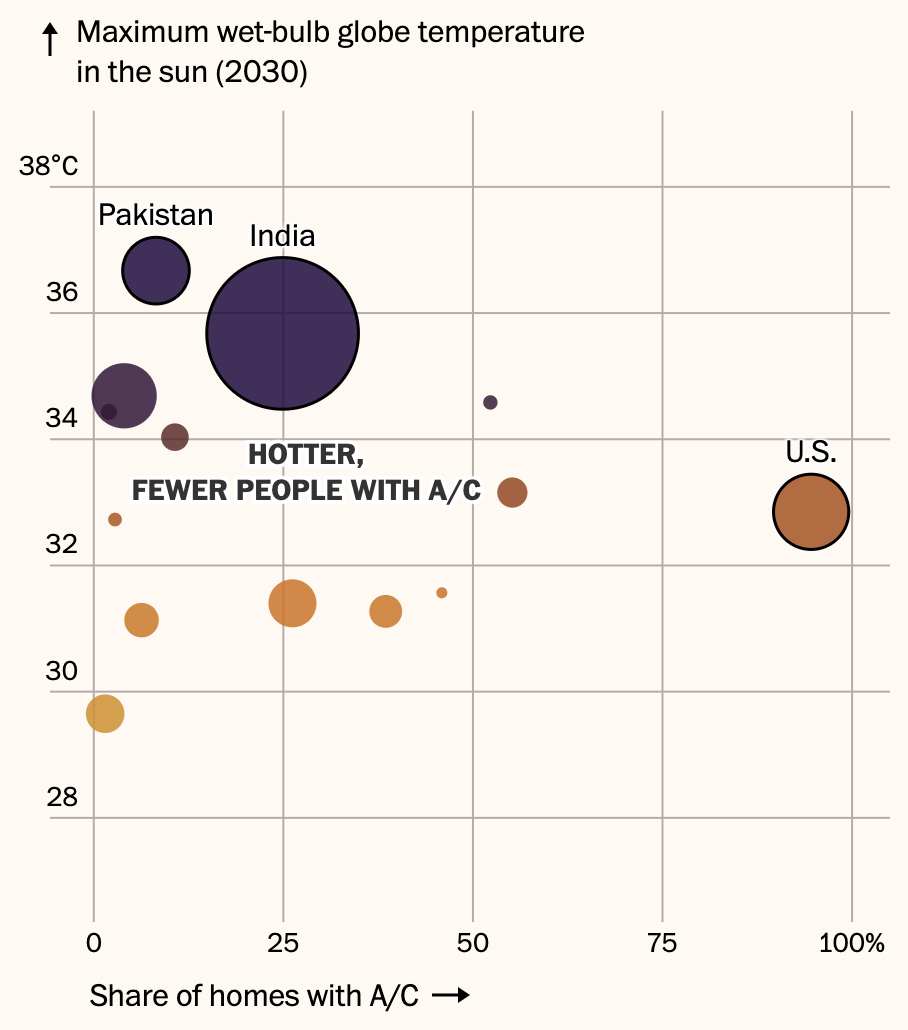 Maximum wet-bulb globe temperature
in the sun (2030)
38°C
Pakistan
India
36
34
HOTTER,
FEWER PEOPLE WITH A/C
U.S.
32
30
28
0 25 50 75 100%
Share of homes with A/C